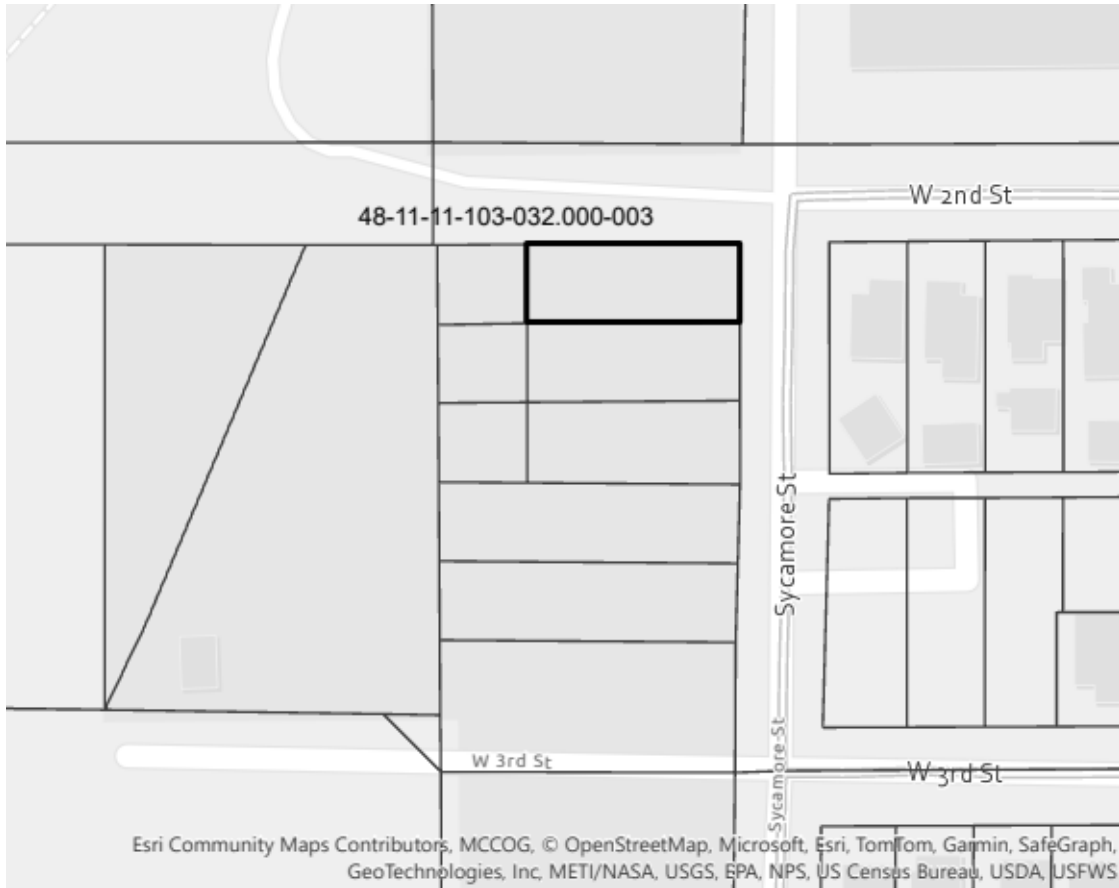 W 2nd St
48-11-11-103-032.000-003
Sycamore St
Sycamore St
W 3rd St
W 3rd St
Esri Community Maps Contributors, MCCOG, © OpenStreetMap, Microsoft, Esri, TomTom, Garmin, SafeGraph,
GeoTechnologies, Inc, METI/NASA, USGS, EPA, NPS, US Census Bureau, USDA, USFWS